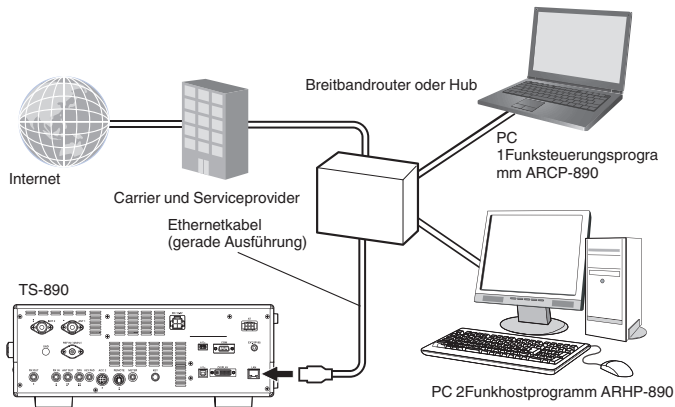 Breitbandrouter oder Hub
PC
1Funksteuerungsprogra
mm ARCP-890
Internet
Carrier und Serviceprovider
Ethernetkabel
(gerade Ausführung)
TS-890
PC 2Funkhostprogramm ARHP-890